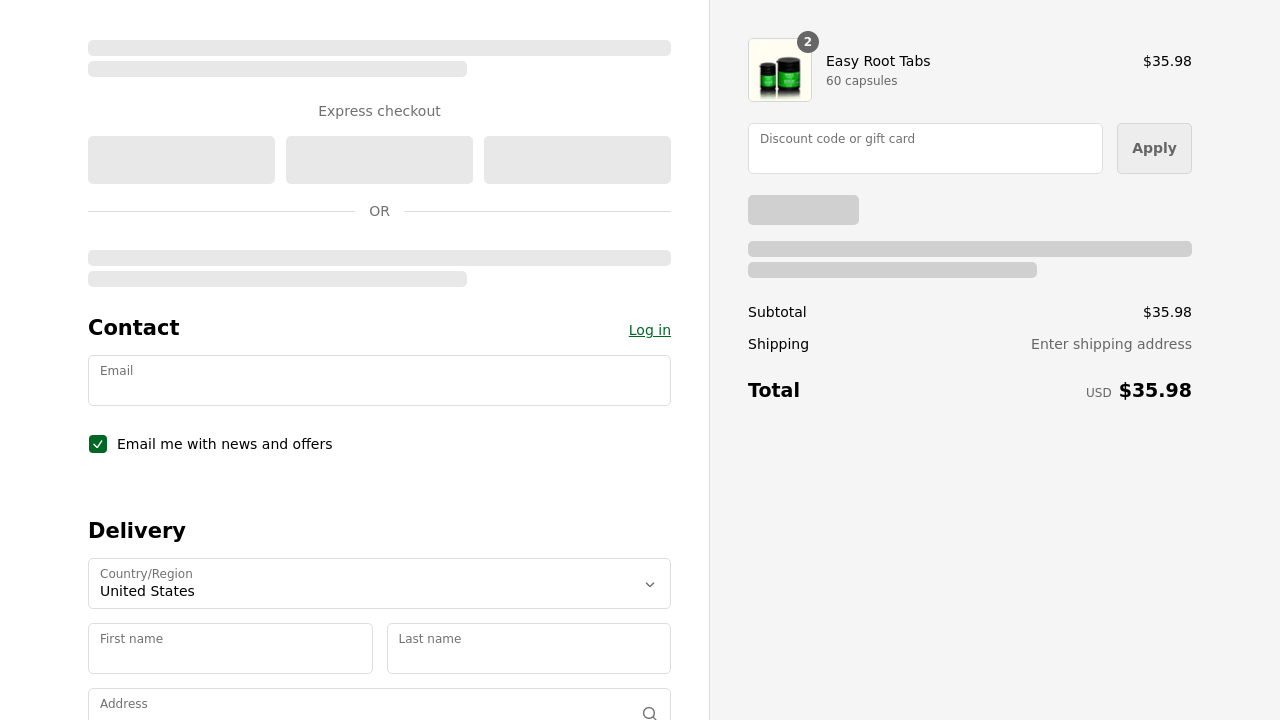 Express checkout
OR
Contact
Log in
Email
Email me with news and offers
Delivery
Country/Region
United States
First name
Last name
Address
2
Easy Root Tabs
$35.98
60 capsules
Discount code or gift card
Apply
Subtotal
$35.98
Shipping
Enter shipping address
Total
USD $35.98